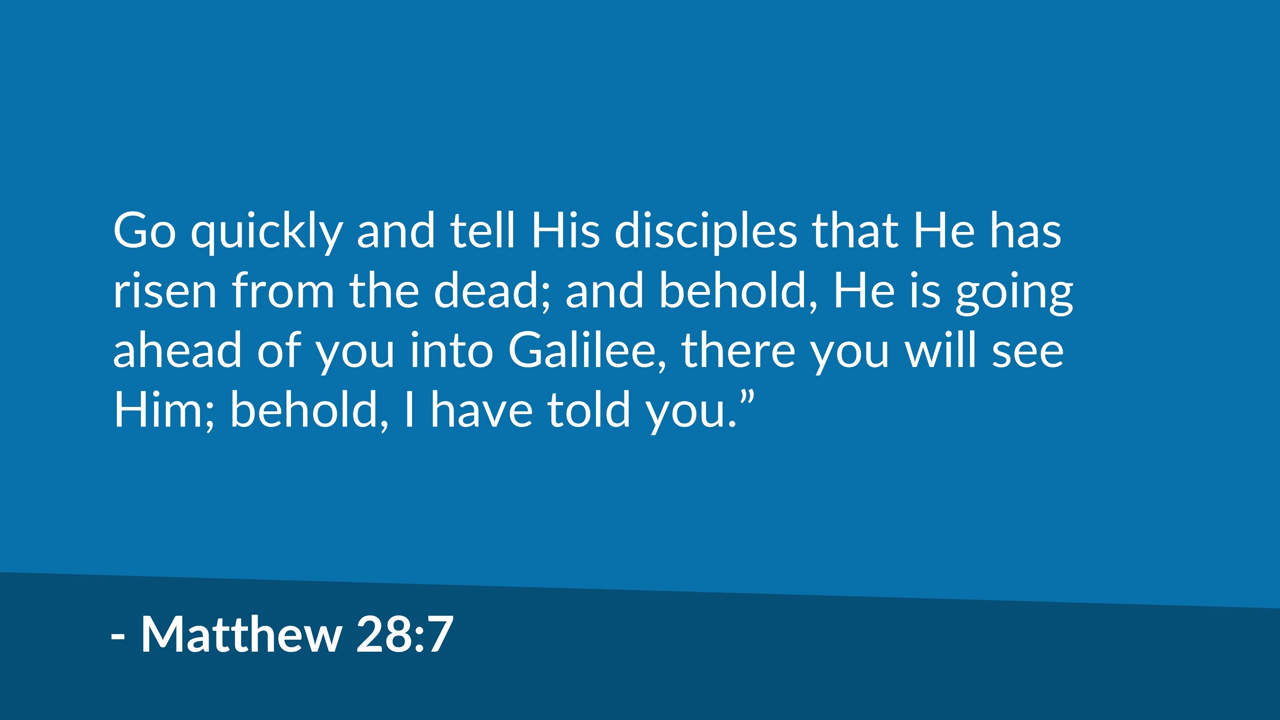 Go quickly and tell His disciples that He has
risen from the dead; and behold, He is going
ahead of you into Galilee, there you will see
Him; behold, I have told you.”
- Matthew 28:7